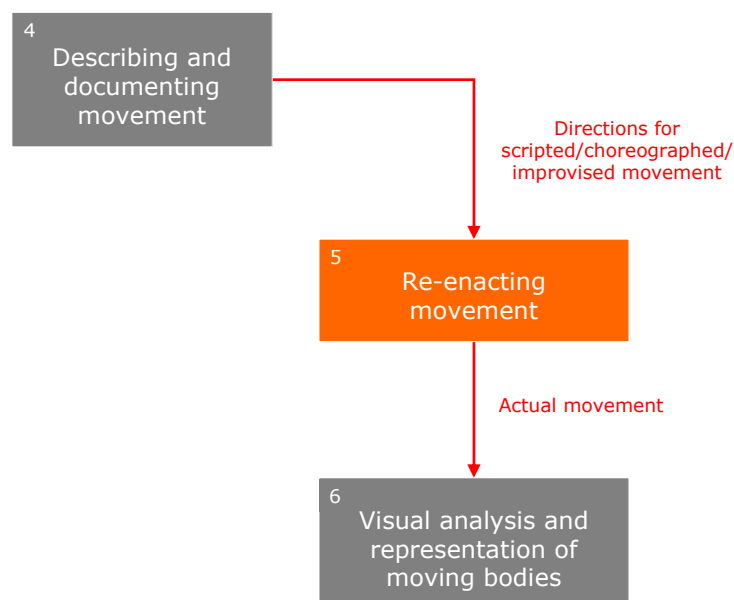 4
Describing and
documenting
movement
Directions for
scripted/choreographed/
improvised movement
5
Re-enacting
movement
Actual movement
6
Visual analysis and
representation of
moving bodies